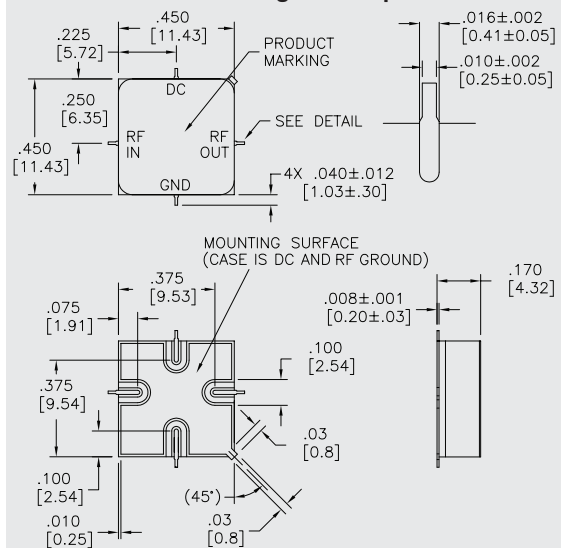 .450
[11.43]
.225
[5.72]
PRODUCT
MARKING
.016±.002
[0.41±0.05]
.010±.002
[0.25±0.05]
DC
.250
[6.35]
SEE DETAIL
RF
IN
RF
OUT
.450
[11.43]
GND
4X .040±.012
[1.03±.30]
MOUNTING SURFACE
(CASE IS DC AND RF GROUND)
.375
[9.53]
.170
[4.32]
.008±.001
[0.20±.03]
.075
[1.91]
.100
[2.54]
.375
[9.54]
.03
[0.8]
.100
[2.54]
(45°)
.010
[0.25]
.03
[0.8]